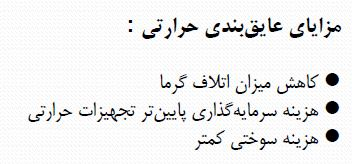 مزایای عایق‌بندی حرارتی :
● کاهش میزان اتلاف گرما
● هزینه سرمایه‌گذاری پایین‌تر تجهیزات حرارتی
● هزینه سوختی کمتر